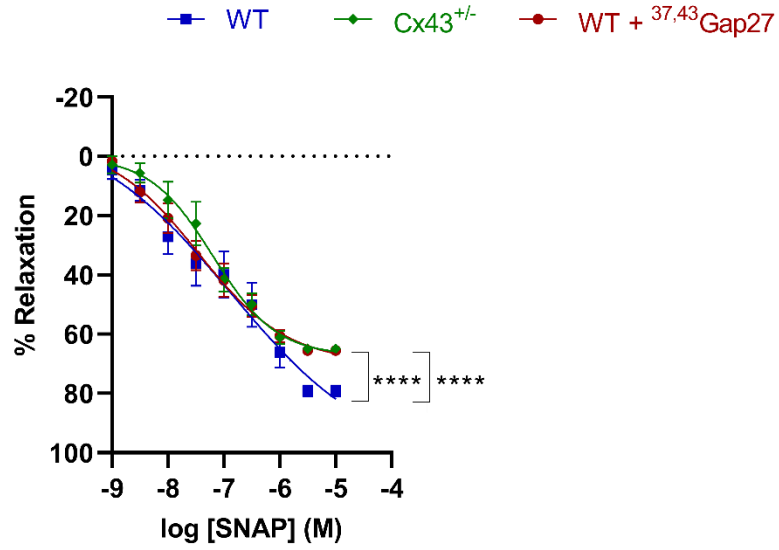 WT Cx43+/- WT + 37,43Gap27
-20
0
20
40
60
80
100
% Relaxation
**** ****
-9 -8 -7 -6 -5 -4
log [SNAP] (M)